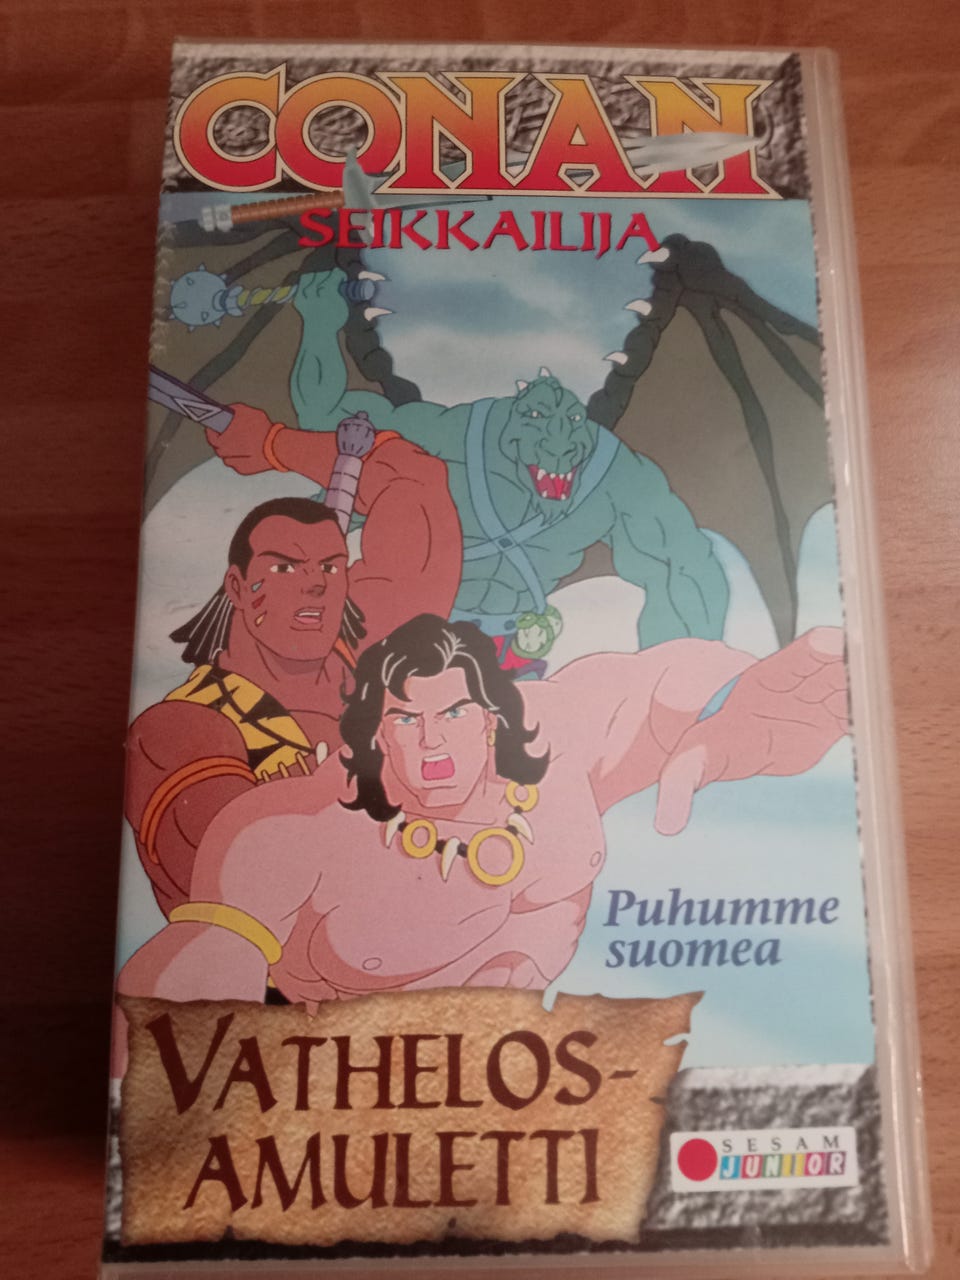 CONAN
SEIKKAILIJA
Puhumme
suomea
VATHELOS-
AMULETTI
SESAM
JUNIOR